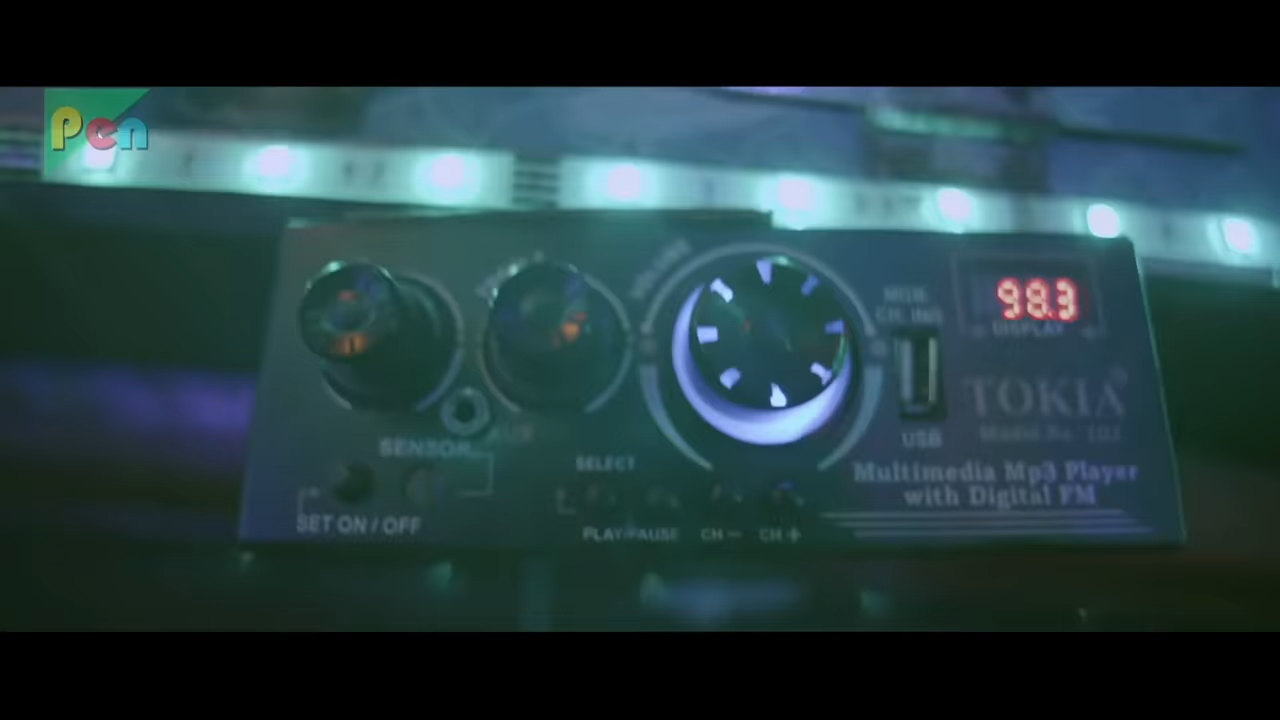 Pen
VOLUME
98.3
DISPLAY
TOKIA
USB
SENSOR
SELECT
Multimedia Mp3 Player
with Digital FM
SET ON / OFF
PLAY/PAUSE
CH −
CH +